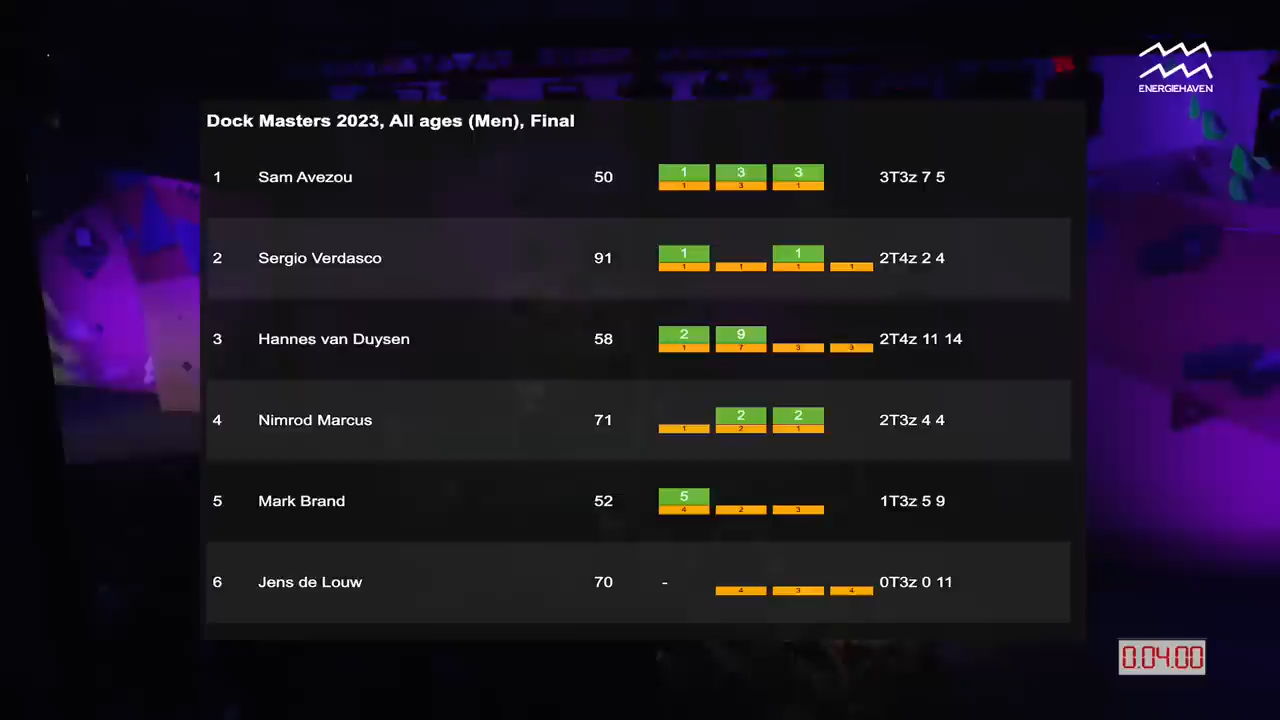 ENERGIEHAVEN
Dock Masters 2023, All ages (Men), Final
1 Sam Avezou 50 1 3 3 3T3z 7 5
1 3 1
2 Sergio Verdasco 91 1 1 2T4z 2 4
1 1 1 1
3 Hannes van Duysen 58 2 9 2T4z 11 14
1 7 3 3
4 Nimrod Marcus 71 2 2 2T3z 4 4
1 2 1
5 Mark Brand 52 5 1T3z 5 9
4 2 3
6 Jens de Louw 70 - 0T3z 0 11
4 3 4
0.04.00